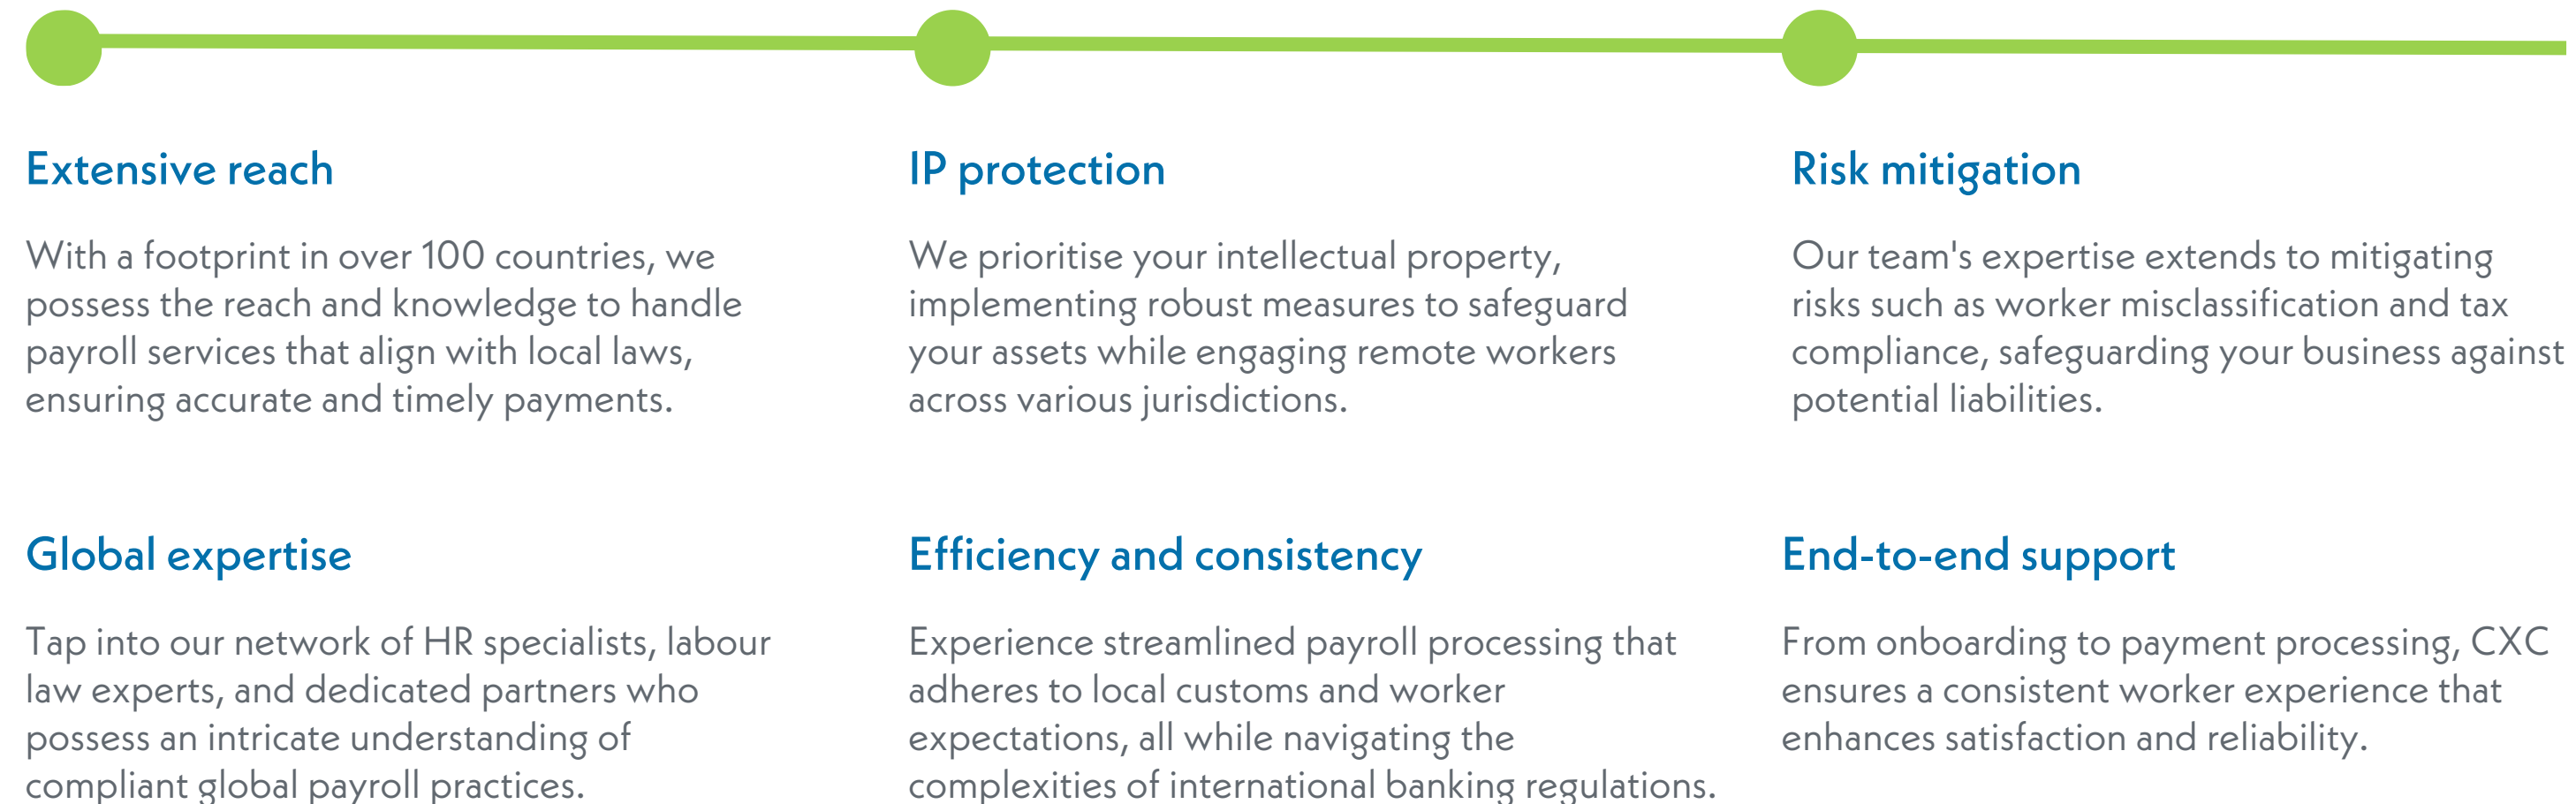 Extensive reach
With a footprint in over 100 countries, we
possess the reach and knowledge to handle
payroll services that align with local laws,
ensuring accurate and timely payments.
IP protection
We prioritise your intellectual property,
implementing robust measures to safeguard
your assets while engaging remote workers
across various jurisdictions.
Risk mitigation
Our team's expertise extends to mitigating
risks such as worker misclassification and tax
compliance, safeguarding your business against
potential liabilities.
Global expertise
Tap into our network of HR specialists, labour
law experts, and dedicated partners who
possess an intricate understanding of
compliant global payroll practices.
Efficiency and consistency
Experience streamlined payroll processing that
adheres to local customs and worker
expectations, all while navigating the
complexities of international banking regulations.
End-to-end support
From onboarding to payment processing, CXC
ensures a consistent worker experience that
enhances satisfaction and reliability.